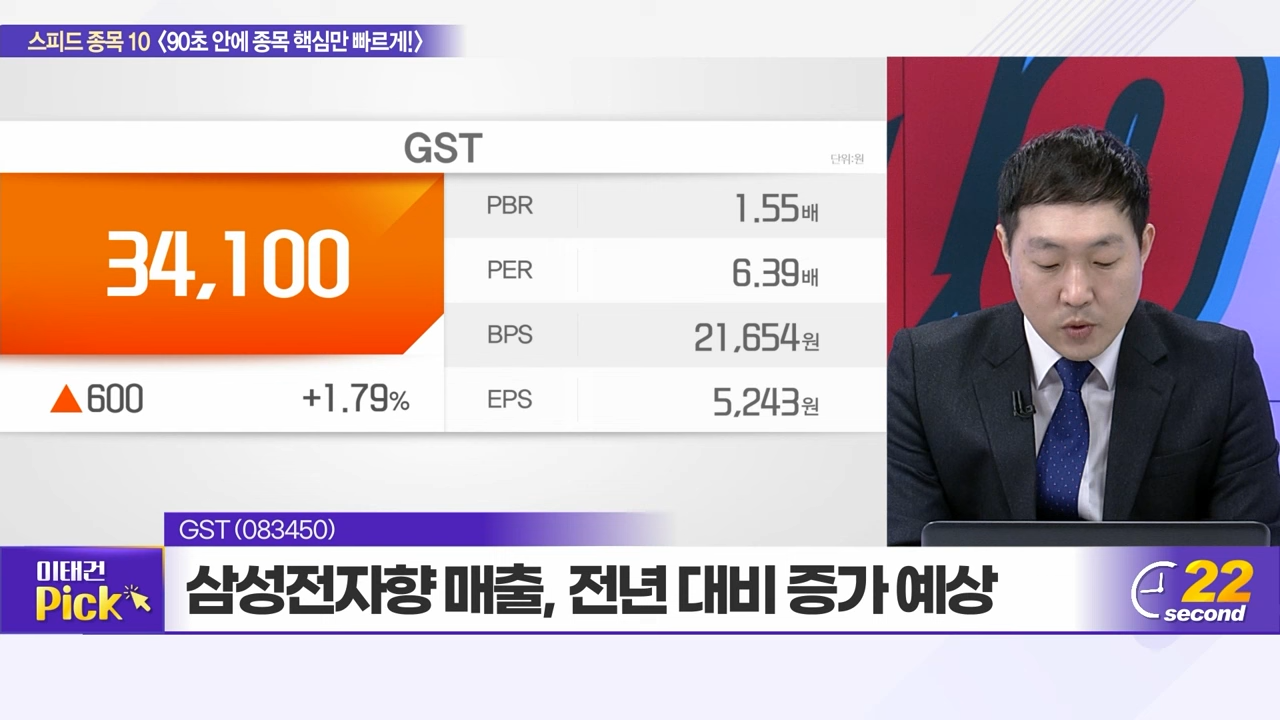 스피드 종목 10 〈90초 안에 종목 핵심만 빠르게!〉
GST
단위:원
34,100
▲600 +1.79%
PBR 1.55배
PER 6.39배
BPS 21,654원
EPS 5,243원
GST (083450)
이태건
Pick
삼성전자향 매출, 전년 대비 증가 예상
22
second